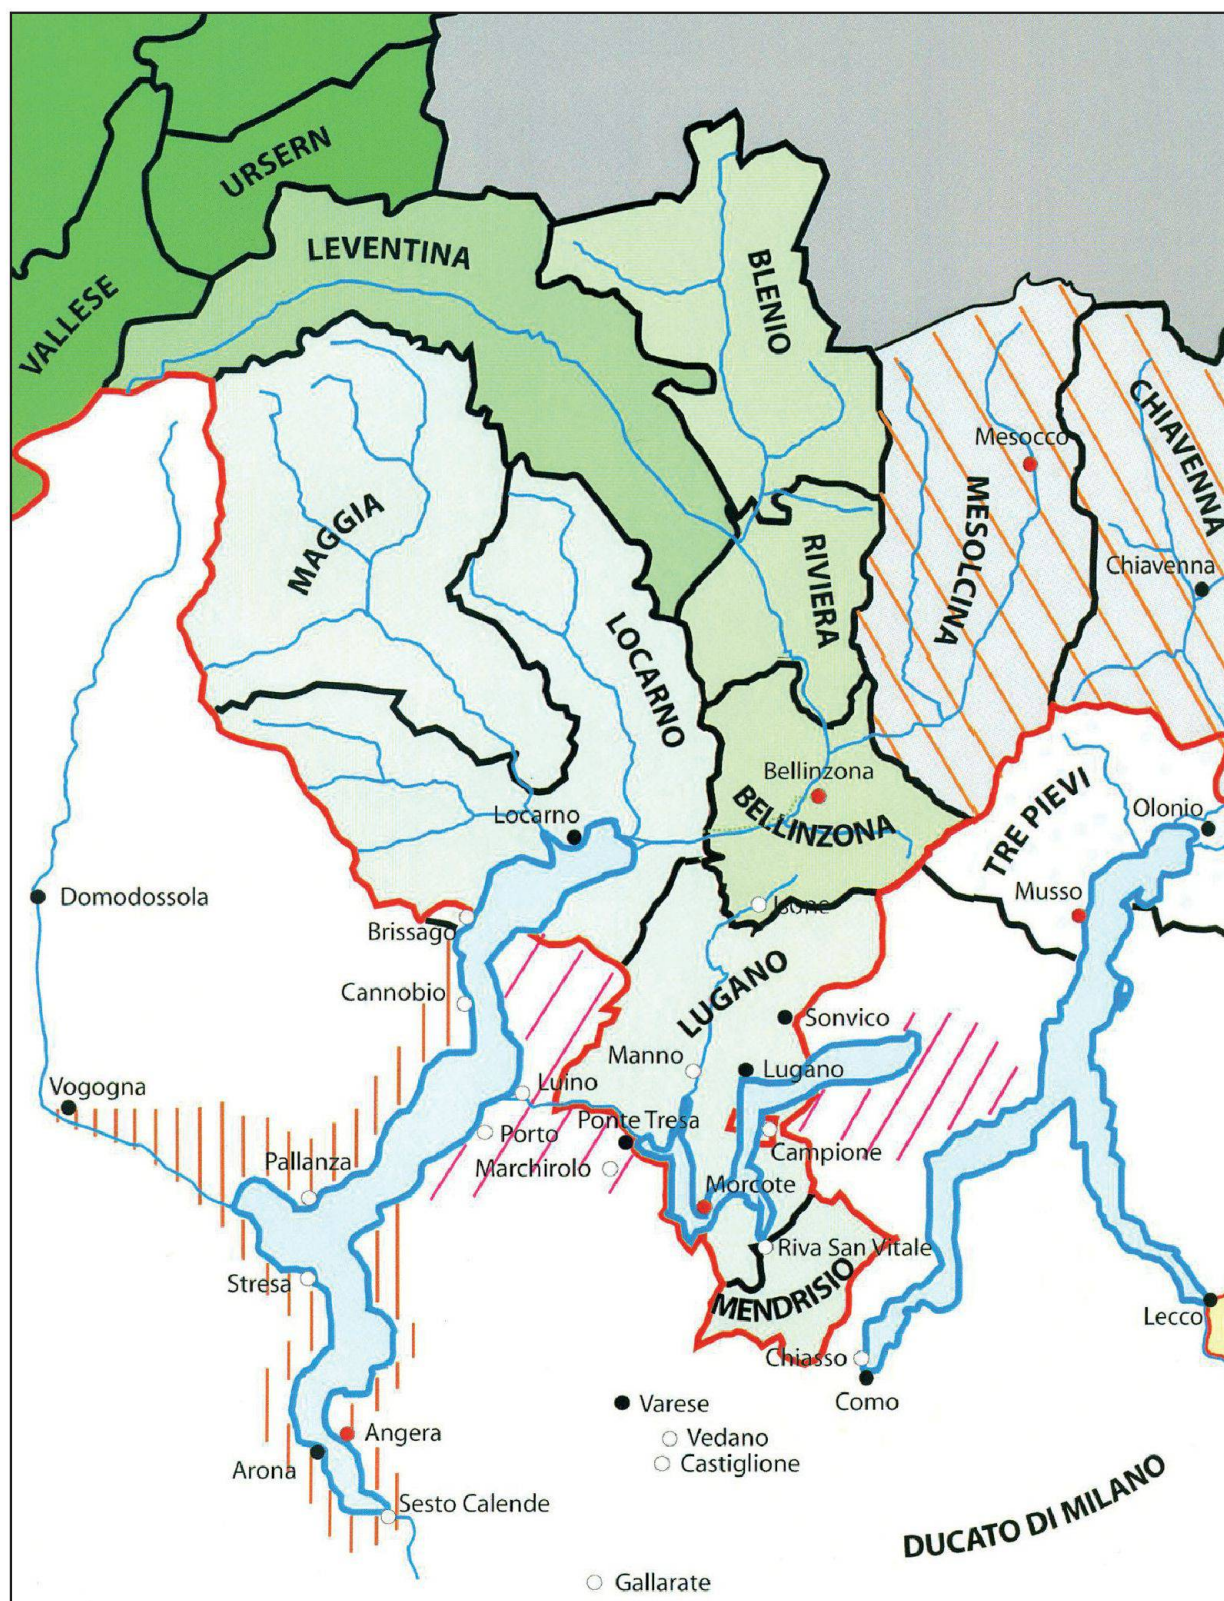 URSERN
LEVENTINA
BLENIO
VALLESE
CHIAVENNA
Mesocco
MESOLCINA
MAGGIA
RIVIERA
Chiavenna
LOCARNO
Bellinzona
BELLINZONA
TRE PIEVI
Olonio
Locarno
Domodossola
Musso
Isone
Brissago
LUGANO
Cannobio
Sonvico
Manno
Lugano
Vogogna
Luino
Ponte Tresa
Porto
Campione
Pallanza
Marchirolo
Morcote
Riva San Vitale
Stresa
MENDRISIO
Lecco
Chiasso
Como
Varese
Angera
Vedano
Arona
Castiglione
Sesto Calende
DUCATO DI MILANO
Gallarate